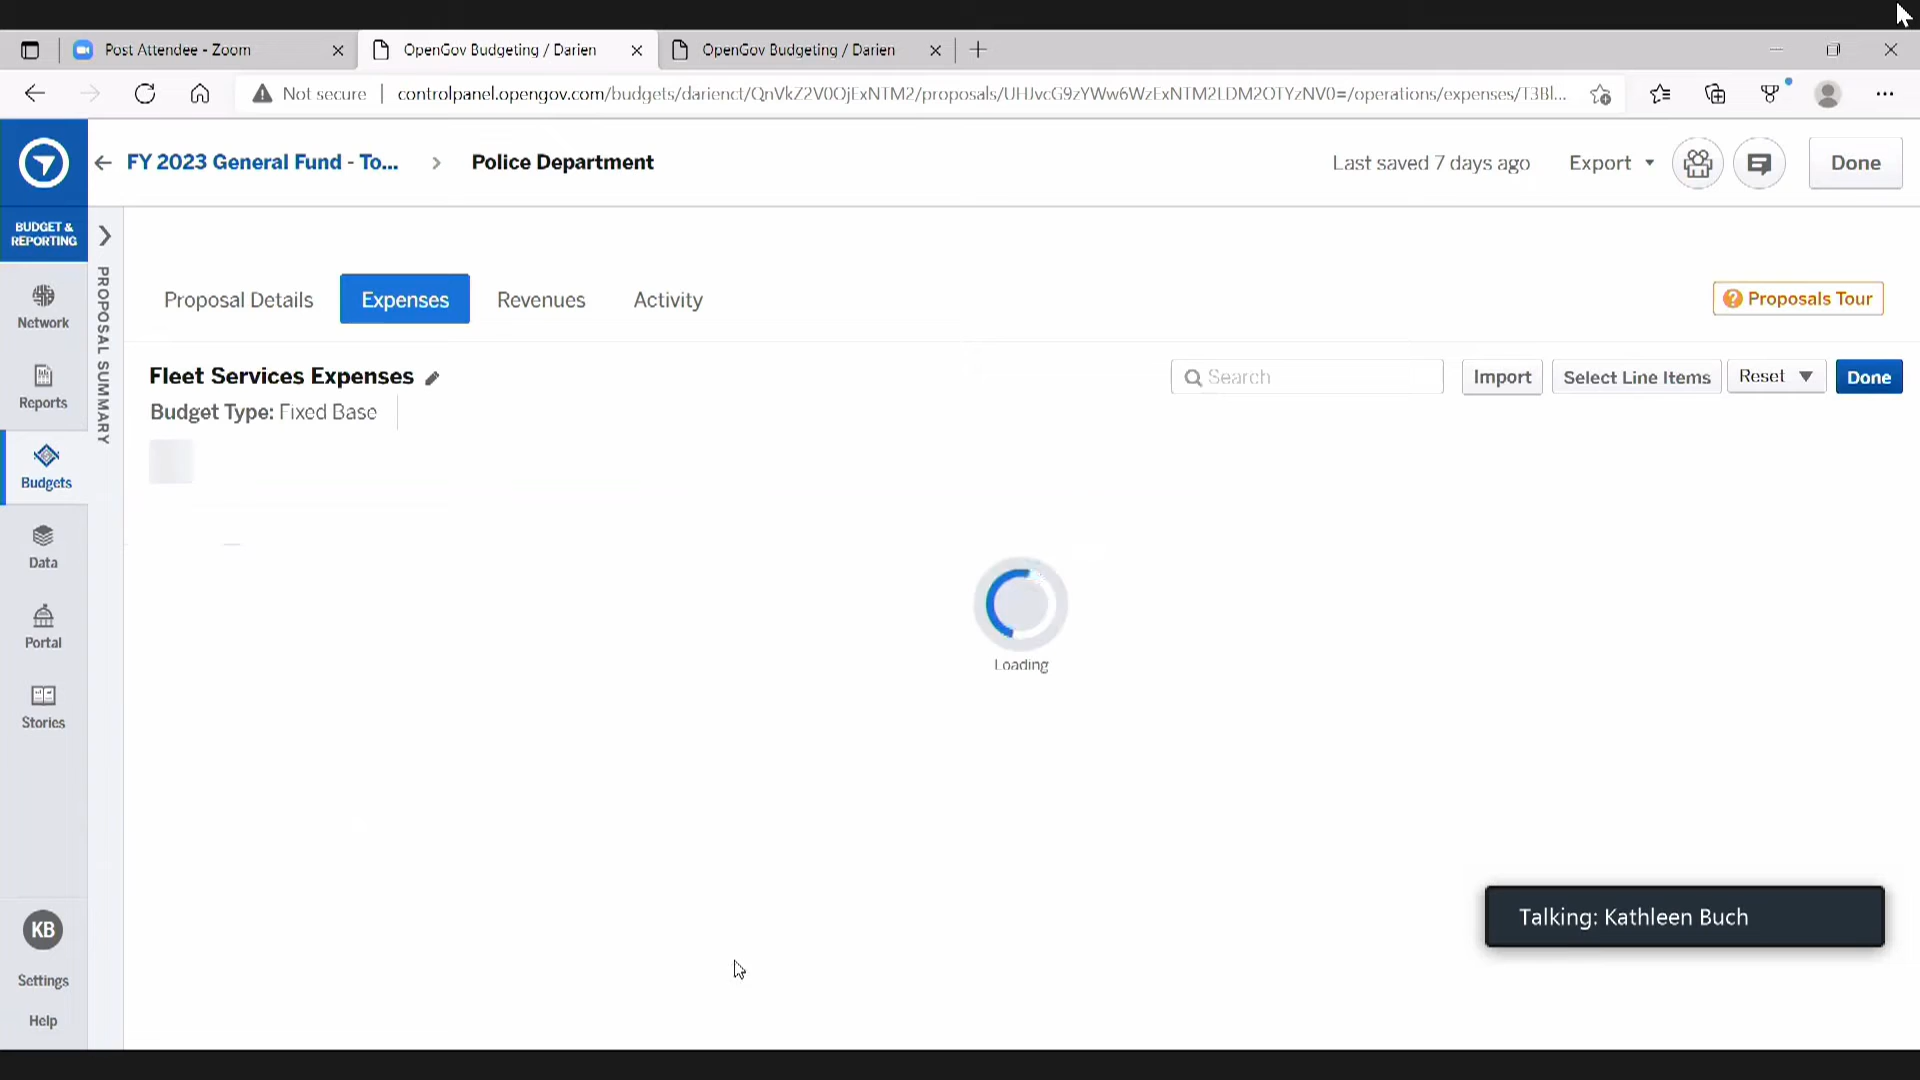 Post Attendee - Zoom
OpenGov Budgeting / Darien
OpenGov Budgeting / Darien
Not secure
controlpanel.opengov.com/budgets/darienct/QnVkZ2V0OjExNTM2/proposals/UHJvcG9zYWw6WzExNTM2LDM2OTYzNV0=/operations/expenses/T3Bl...
FY 2023 General Fund - To...
Police Department
Last saved 7 days ago
Export
Done
BUDGET &
REPORTING
Network
Reports
Budgets
Data
Portal
Stories
KB
Settings
Help
PROPOSAL SUMMARY
Proposal Details
Expenses
Revenues
Activity
Proposals Tour
Fleet Services Expenses
Search
Import
Select Line Items
Reset
Done
Budget Type: Fixed Base
Loading
Talking: Kathleen Buch